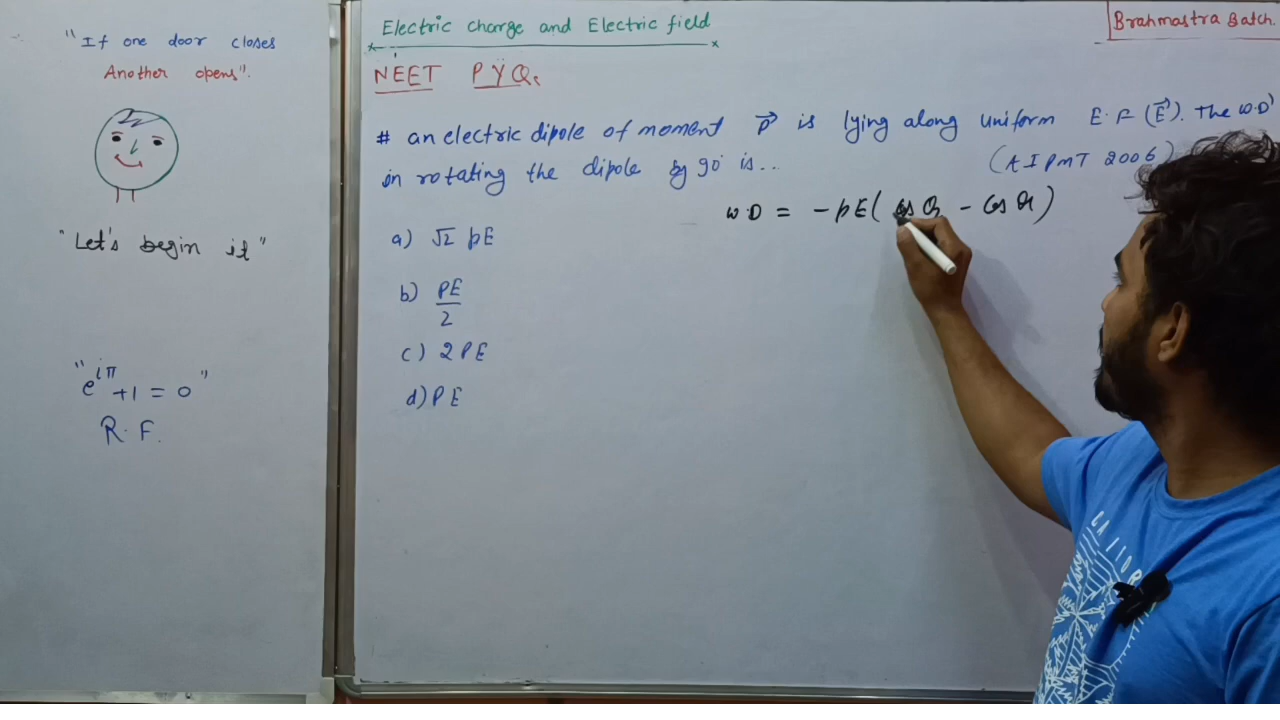 "If one door closes
Another opens".
"Let's begin it"
"e^{iπ} +1 = 0"
R. F.
Electric charge and Electric field
Brahmastra Batch.
NEET PYQs
# an electric dipole of moment p⃗ is lying along uniform E.F (E⃗). The W.D
in rotating the dipole by 90° is...
(AIPMT 2006)
W.D = -pE( cos θ₂ - cos θ₁)
a) √2 pE
b) PE/2
c) 2PE
d) PE